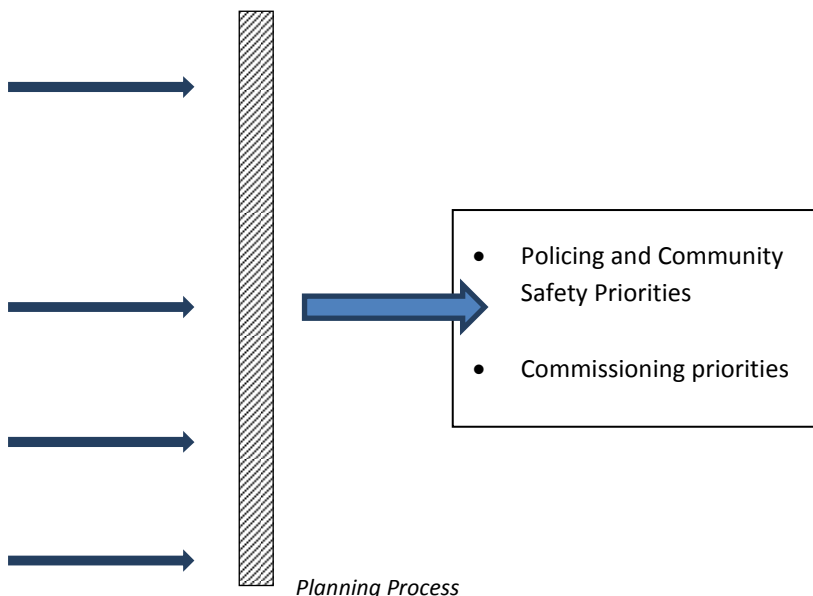 • Policing and Community
Safety Priorities
• Commissioning priorities
Planning Process